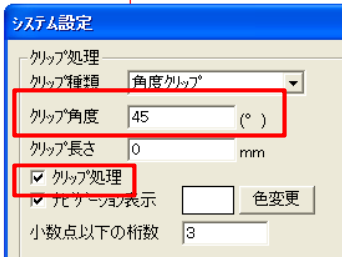 システム設定
クリップ処理
クリップ種類 角度クリップ
クリップ角度 45 (°)
クリップ長さ 0 mm
クリップ処理
ナビゲーション表示 色変更
小数点以下の桁数 3